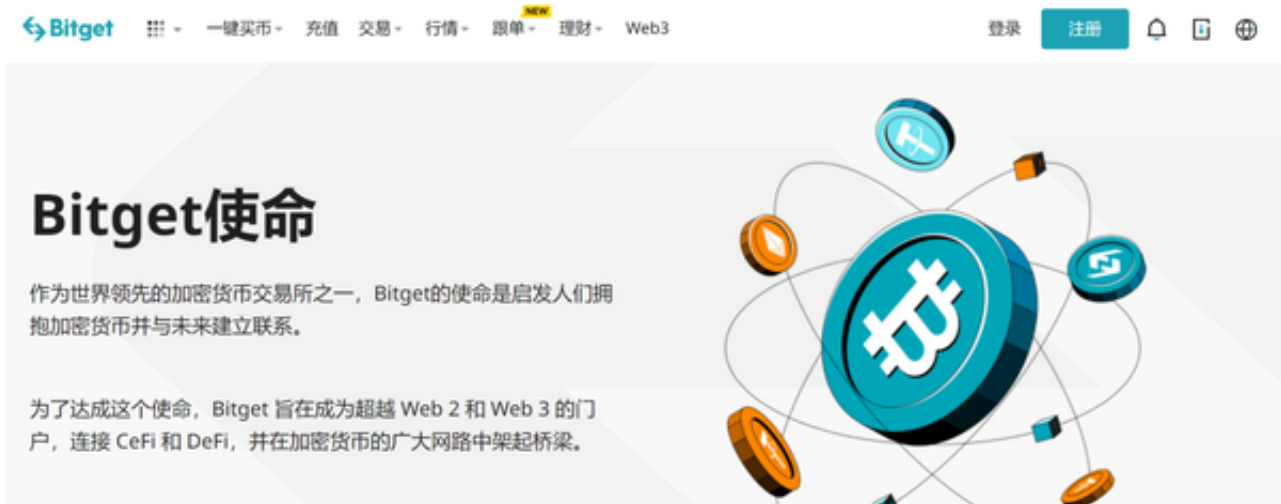 Bitget 一键买币 充值 交易 行情 跟单 NEW 理财 Web3 登录 注册
Bitget使命
作为世界领先的加密货币交易所之一，Bitget的使命是启发人们拥
抱加密货币并与未来建立联系。
为了达成这个使命，Bitget 旨在成为超越 Web 2 和 Web 3 的门
户，连接 CeFi 和 DeFi，并在加密货币的广大网路中架起桥梁。